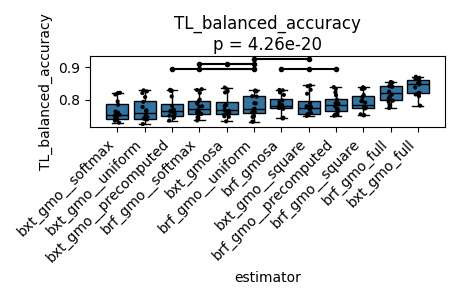 TL_balanced_accuracy
p = 4.26e-20
TL_balanced_accuracy
0.9
0.8
bxt_gmo__softmax
bxt_gmo__uniform
bxt_gmo__precomputed
brf_gmo__softmax
bxt_gmosa
brf_gmo__uniform
brf_gmosa
bxt_gmo__square
brf_gmo__precomputed
brf_gmo__square
brf_gmo_full
bxt_gmo_full
estimator